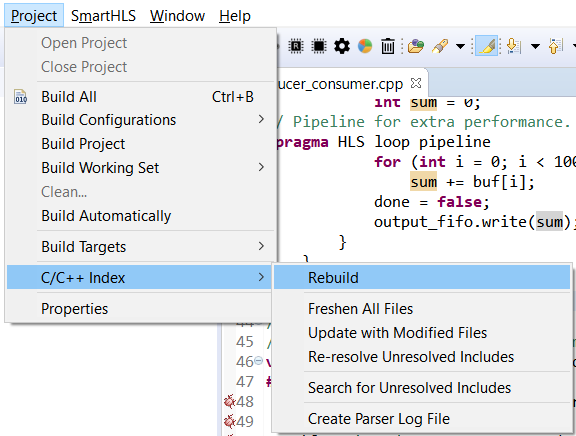 Project SmartHLS Window Help
Open Project
Close Project
Build All Ctrl+B
Build Configurations
Build Project
Build Working Set
Clean...
Build Automatically
Build Targets
C/C++ Index
Properties
Rebuild
Freshen All Files
Update with Modified Files
Re-resolve Unresolved Includes
Search for Unresolved Includes
Create Parser Log File
ucer_consumer.cpp
int sum = 0;
/ Pipeline for extra performance.
pragma HLS loop pipeline
for (int i = 0; i < 100
sum += buf[i];
done = false;
output_fifo.write(sum);
}
}
44 /
45 /
46 v
47 #
48
49